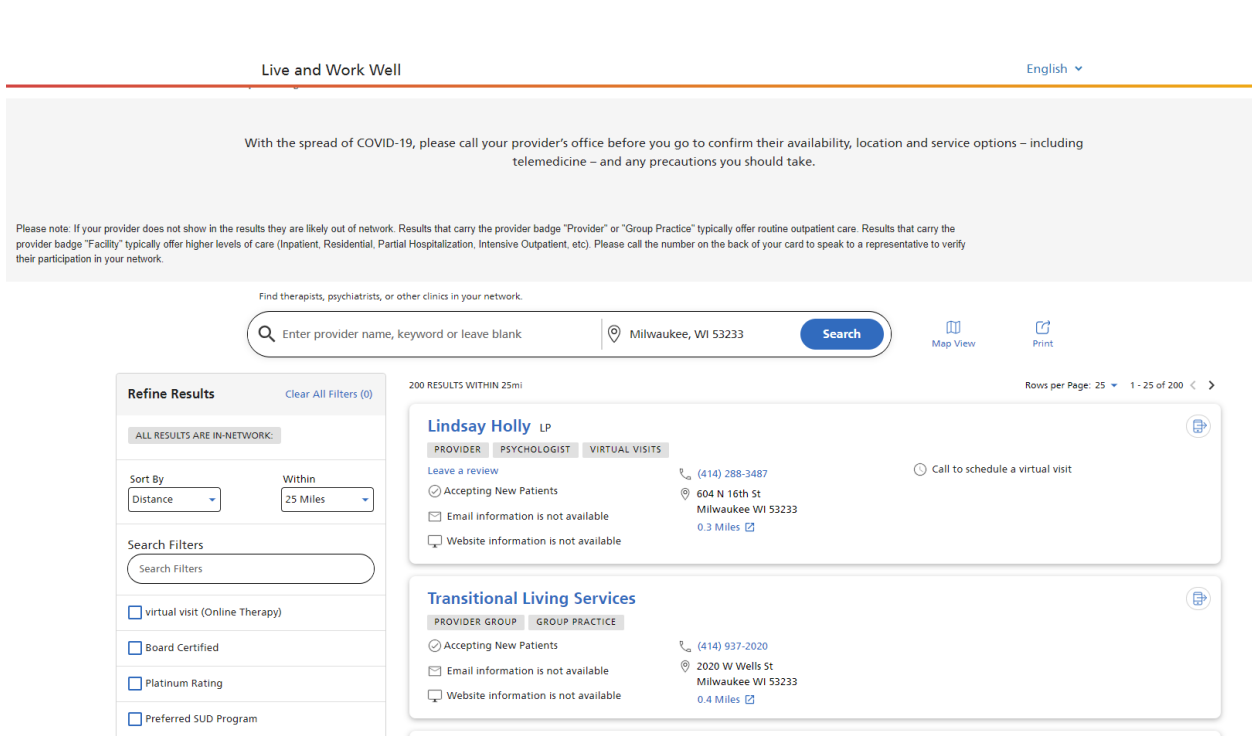 Live and Work Well
English
With the spread of COVID-19, please call your provider’s office before you go to confirm their availability, location and service options – including
telemedicine – and any precautions you should take.
Please note: If your provider does not show in the results they are likely out of network. Results that carry the provider badge "Provider" or "Group Practice" typically offer routine outpatient care. Results that carry the
provider badge "Facility" typically offer higher levels of care (Inpatient, Residential, Partial Hospitalization, Intensive Outpatient, etc). Please call the number on the back of your card to speak to a representative to verify
their participation in your network.
Find therapists, psychiatrists, or other clinics in your network.
Enter provider name, keyword or leave blank
Milwaukee, WI 53233
Search
Map View
Print
Refine Results
Clear All Filters (0)
ALL RESULTS ARE IN-NETWORK:
Sort By
Within
Distance
25 Miles
Search Filters
Search Filters
virtual visit (Online Therapy)
Board Certified
Platinum Rating
Preferred SUD Program
200 RESULTS WITHIN 25mi
Rows per Page: 25
1 - 25 of 200
Lindsay Holly LP
PROVIDER
PSYCHOLOGIST
VIRTUAL VISITS
Leave a review
Accepting New Patients
Email information is not available
Website information is not available
(414) 288-3487
604 N 16th St
Milwaukee WI 53233
0.3 Miles
Call to schedule a virtual visit
Transitional Living Services
PROVIDER GROUP
GROUP PRACTICE
Accepting New Patients
Email information is not available
Website information is not available
(414) 937-2020
2020 W Wells St
Milwaukee WI 53233
0.4 Miles